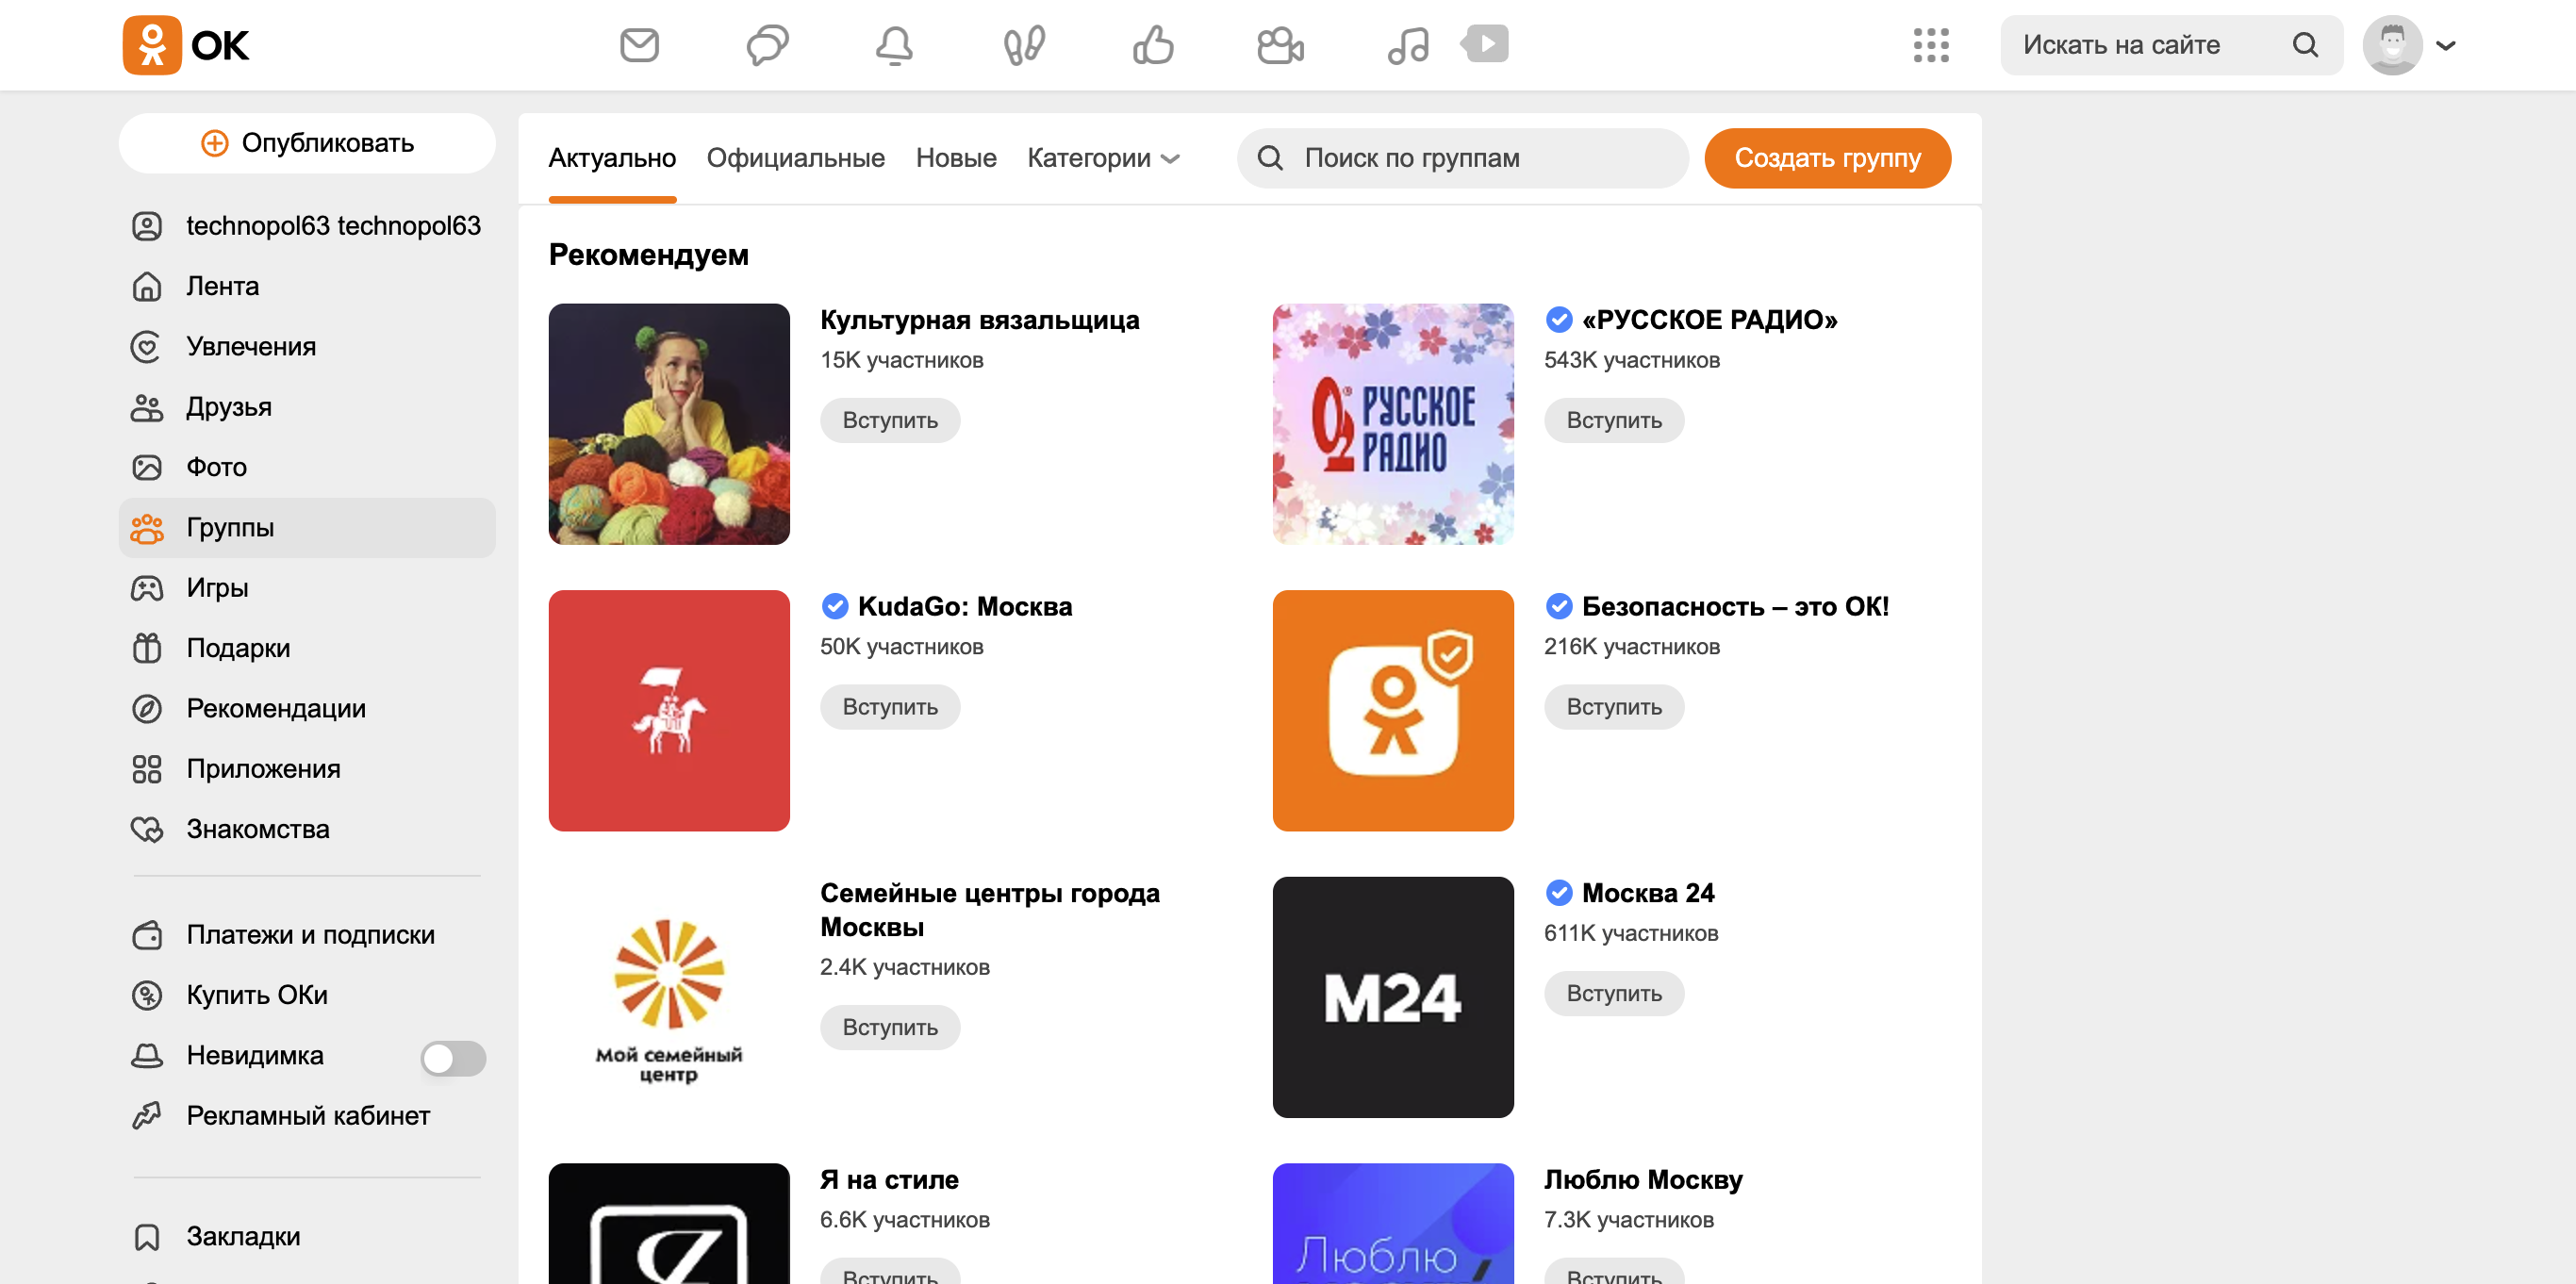 ОК
Искать на сайте
Опубликовать
technopol63 technopol63
Лента
Увлечения
Друзья
Фото
Группы
Игры
Подарки
Рекомендации
Приложения
Знакомства
Платежи и подписки
Купить ОКи
Невидимка
Рекламный кабинет
Закладки
Актуально
Официальные
Новые
Категории
Поиск по группам
Создать группу
Рекомендуем
Культурная вязальщица
15K участников
Вступить
РУССКОЕ
РАДИО
«РУССКОЕ РАДИО»
543K участников
Вступить
KudaGo: Москва
50K участников
Вступить
Безопасность – это ОК!
216K участников
Вступить
Мой семейный
центр
Семейные центры города
Москвы
2.4K участников
Вступить
М24
Москва 24
611K участников
Вступить
Я на стиле
6.6K участников
Вступить
Люблю
Люблю Москву
7.3K участников
Вступить